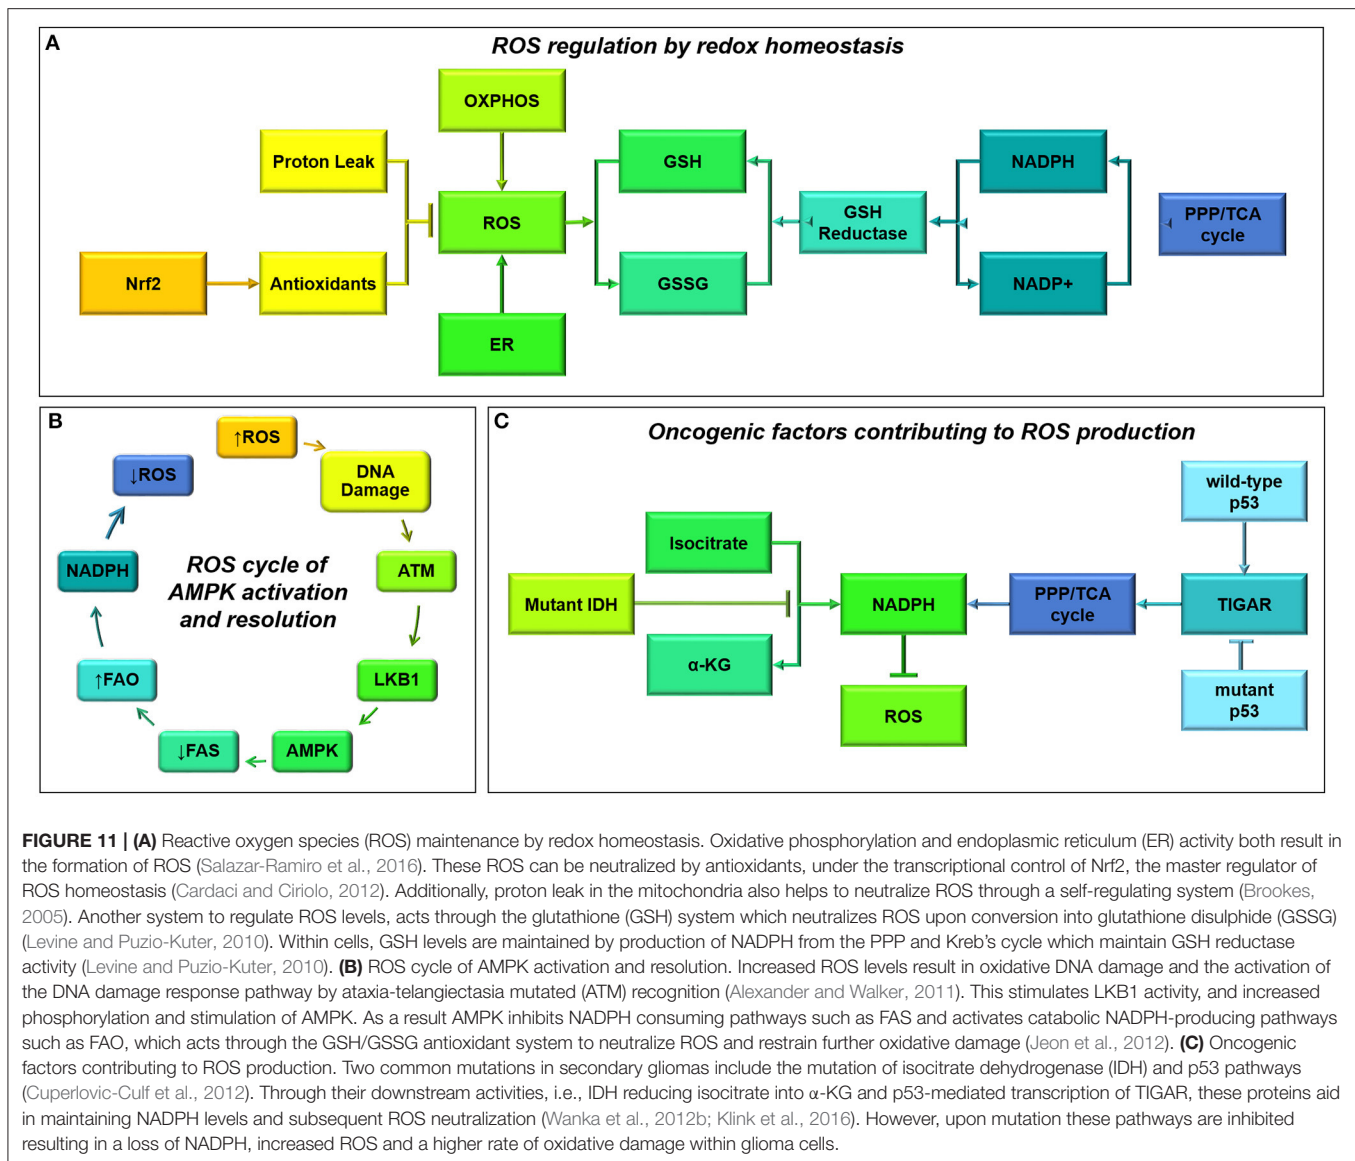 A
ROS regulation by redox homeostasis
OXPHOS
Proton Leak
GSH
NADPH
ROS
GSH
Reductase
PPP/TCA
cycle
Nrf2
Antioxidants
GSSG
NADP+
ER
B
↑ROS
↓ROS
DNA
Damage
NADPH
ROS cycle of
AMPK activation
and resolution
ATM
↑FAO
LKB1
↓FAS
AMPK
C
Oncogenic factors contributing to ROS production
wild-type
p53
Isocitrate
Mutant IDH
NADPH
PPP/TCA
cycle
TIGAR
α-KG
ROS
mutant
p53
FIGURE 11 | (A) Reactive oxygen species (ROS) maintenance by redox homeostasis. Oxidative phosphorylation and endoplasmic reticulum (ER) activity both result in
the formation of ROS (Salazar-Ramiro et al., 2016). These ROS can be neutralized by antioxidants, under the transcriptional control of Nrf2, the master regulator of
ROS homeostasis (Cardaci and Ciriolo, 2012). Additionally, proton leak in the mitochondria also helps to neutralize ROS through a self-regulating system (Brookes,
2005). Another system to regulate ROS levels, acts through the glutathione (GSH) system which neutralizes ROS upon conversion into glutathione disulphide (GSSG)
(Levine and Puzio-Kuter, 2010). Within cells, GSH levels are maintained by production of NADPH from the PPP and Kreb's cycle which maintain GSH reductase
activity (Levine and Puzio-Kuter, 2010). (B) ROS cycle of AMPK activation and resolution. Increased ROS levels result in oxidative DNA damage and the activation of
the DNA damage response pathway by ataxia-telangiectasia mutated (ATM) recognition (Alexander and Walker, 2011). This stimulates LKB1 activity, and increased
phosphorylation and stimulation of AMPK. As a result AMPK inhibits NADPH consuming pathways such as FAS and activates catabolic NADPH-producing pathways
such as FAO, which acts through the GSH/GSSG antioxidant system to neutralize ROS and restrain further oxidative damage (Jeon et al., 2012). (C) Oncogenic
factors contributing to ROS production. Two common mutations in secondary gliomas include the mutation of isocitrate dehydrogenase (IDH) and p53 pathways
(Cuperlovic-Culf et al., 2012). Through their downstream activities, i.e., IDH reducing isocitrate into α-KG and p53-mediated transcription of TIGAR, these proteins aid
in maintaining NADPH levels and subsequent ROS neutralization (Wanka et al., 2012b; Klink et al., 2016). However, upon mutation these pathways are inhibited
resulting in a loss of NADPH, increased ROS and a higher rate of oxidative damage within glioma cells.